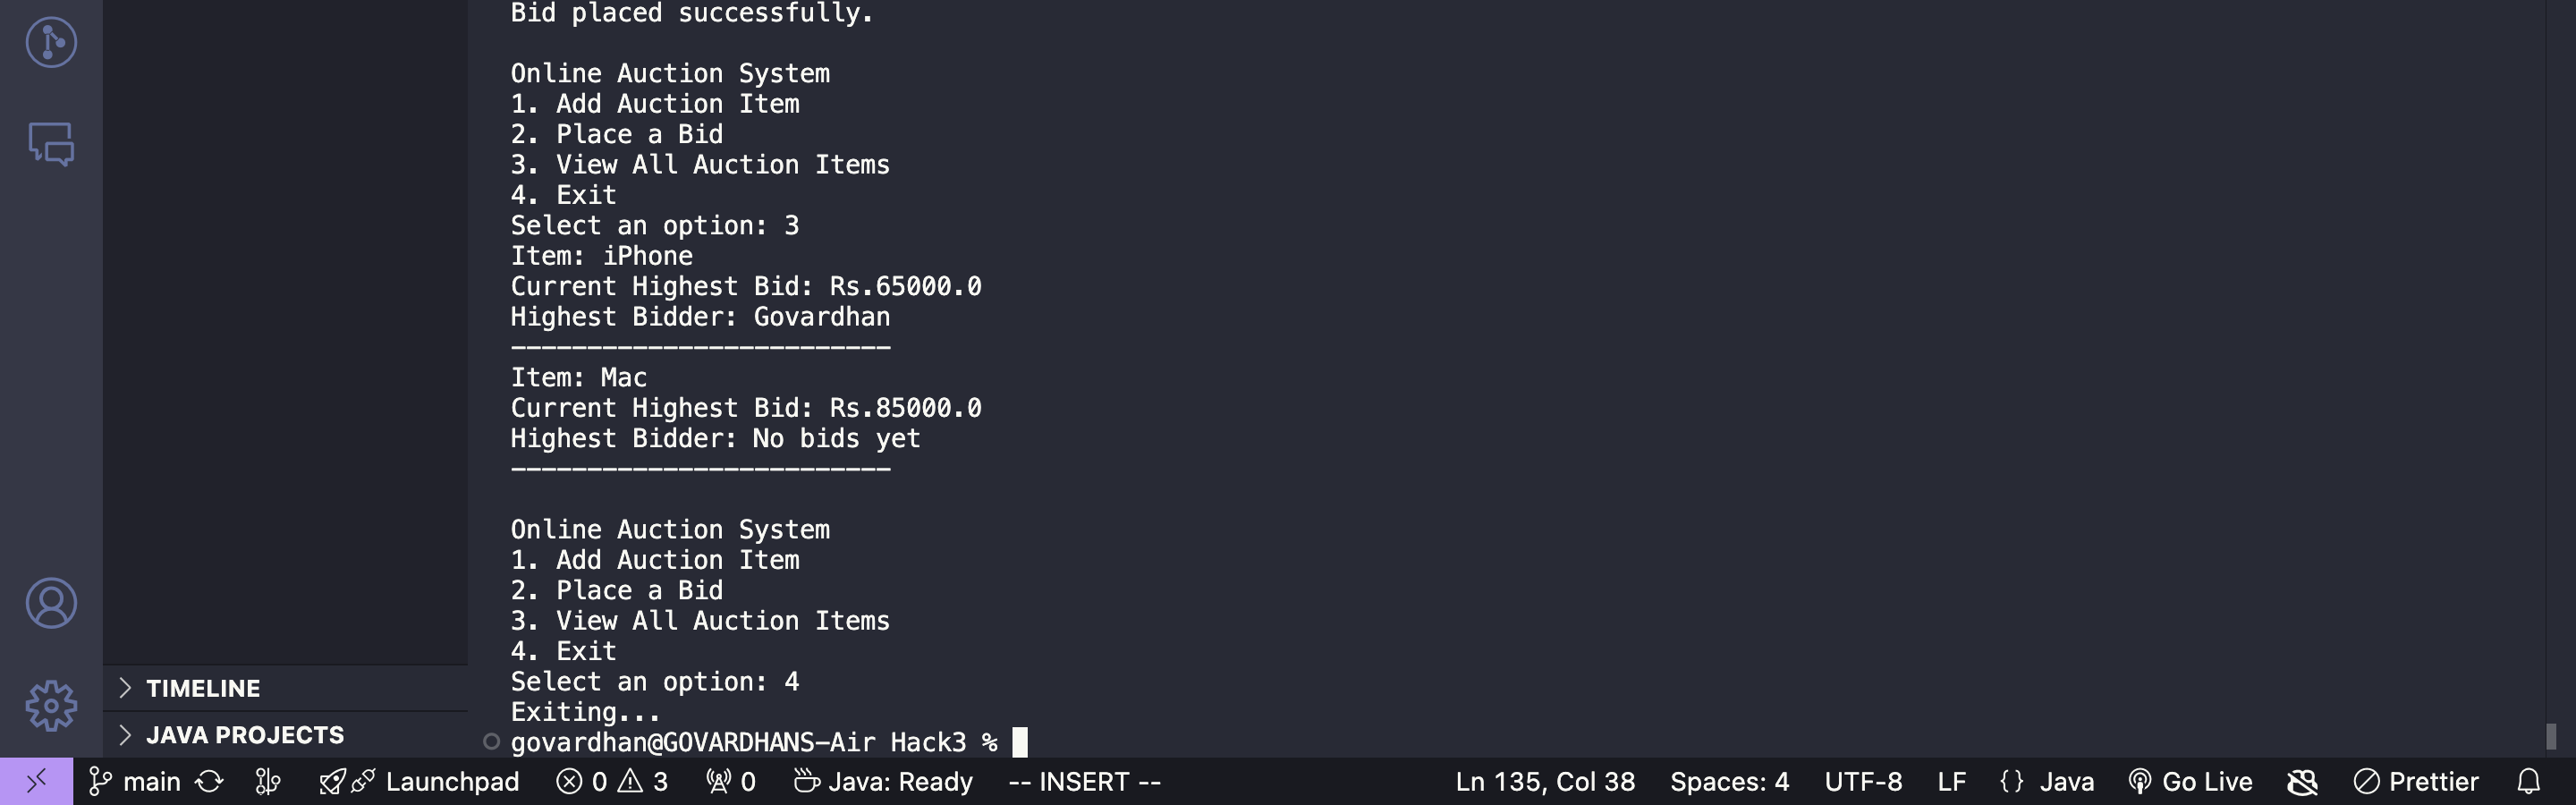 Bid placed successfully.
Online Auction System
1. Add Auction Item
2. Place a Bid
3. View All Auction Items
4. Exit
Select an option: 3
Item: iPhone
Current Highest Bid: Rs.65000.0
Highest Bidder: Govardhan
-------------------------
Item: Mac
Current Highest Bid: Rs.85000.0
Highest Bidder: No bids yet
-------------------------
Online Auction System
1. Add Auction Item
2. Place a Bid
3. View All Auction Items
4. Exit
Select an option: 4
Exiting...
govardhan@GOVARDHANS-Air Hack3 %
TIMELINE
JAVA PROJECTS
main Launchpad 0 3 0 Java: Ready -- INSERT -- Ln 135, Col 38 Spaces: 4 UTF-8 LF {} Java Go Live Prettier